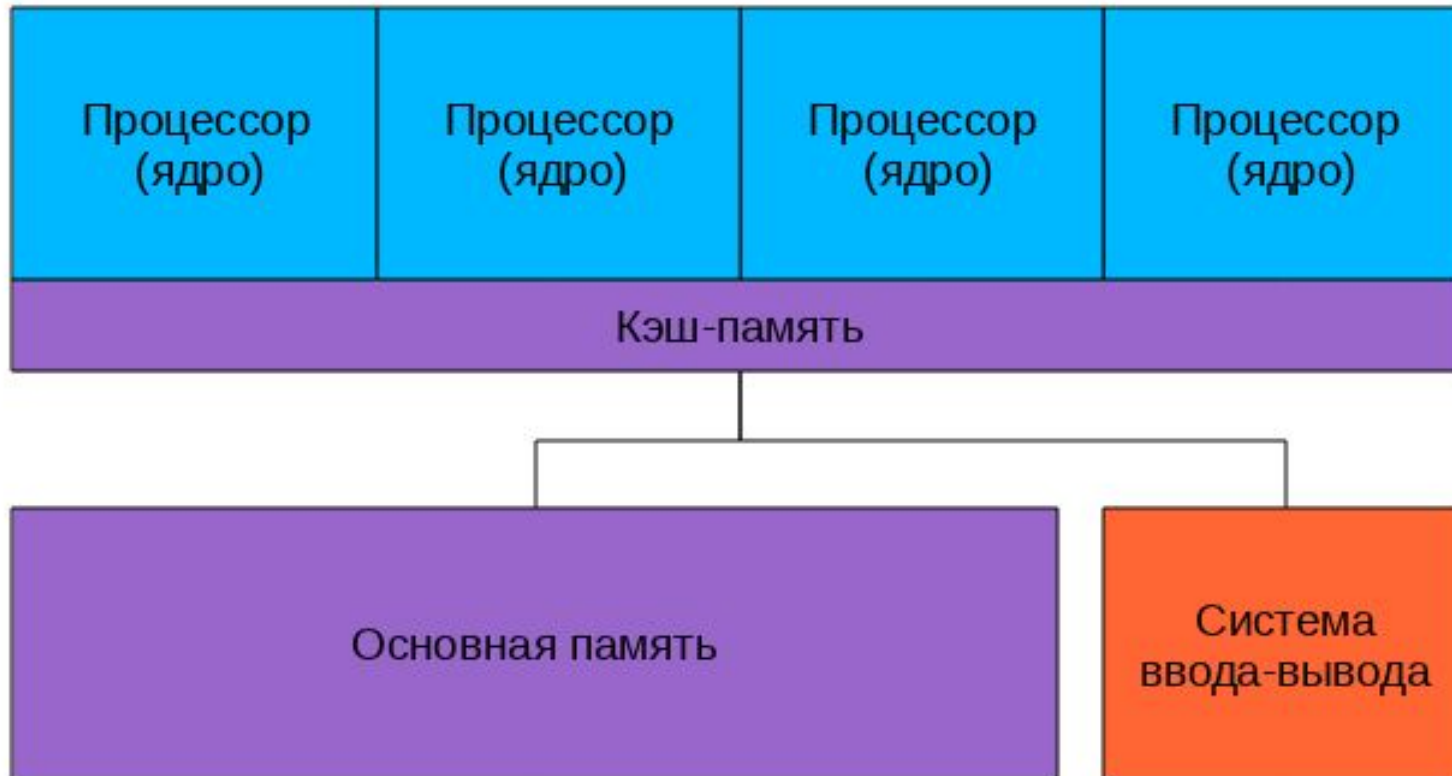 Процессор
(ядро)
Процессор
(ядро)
Процессор
(ядро)
Процессор
(ядро)
Кэш-память
Основная память
Система
ввода-вывода